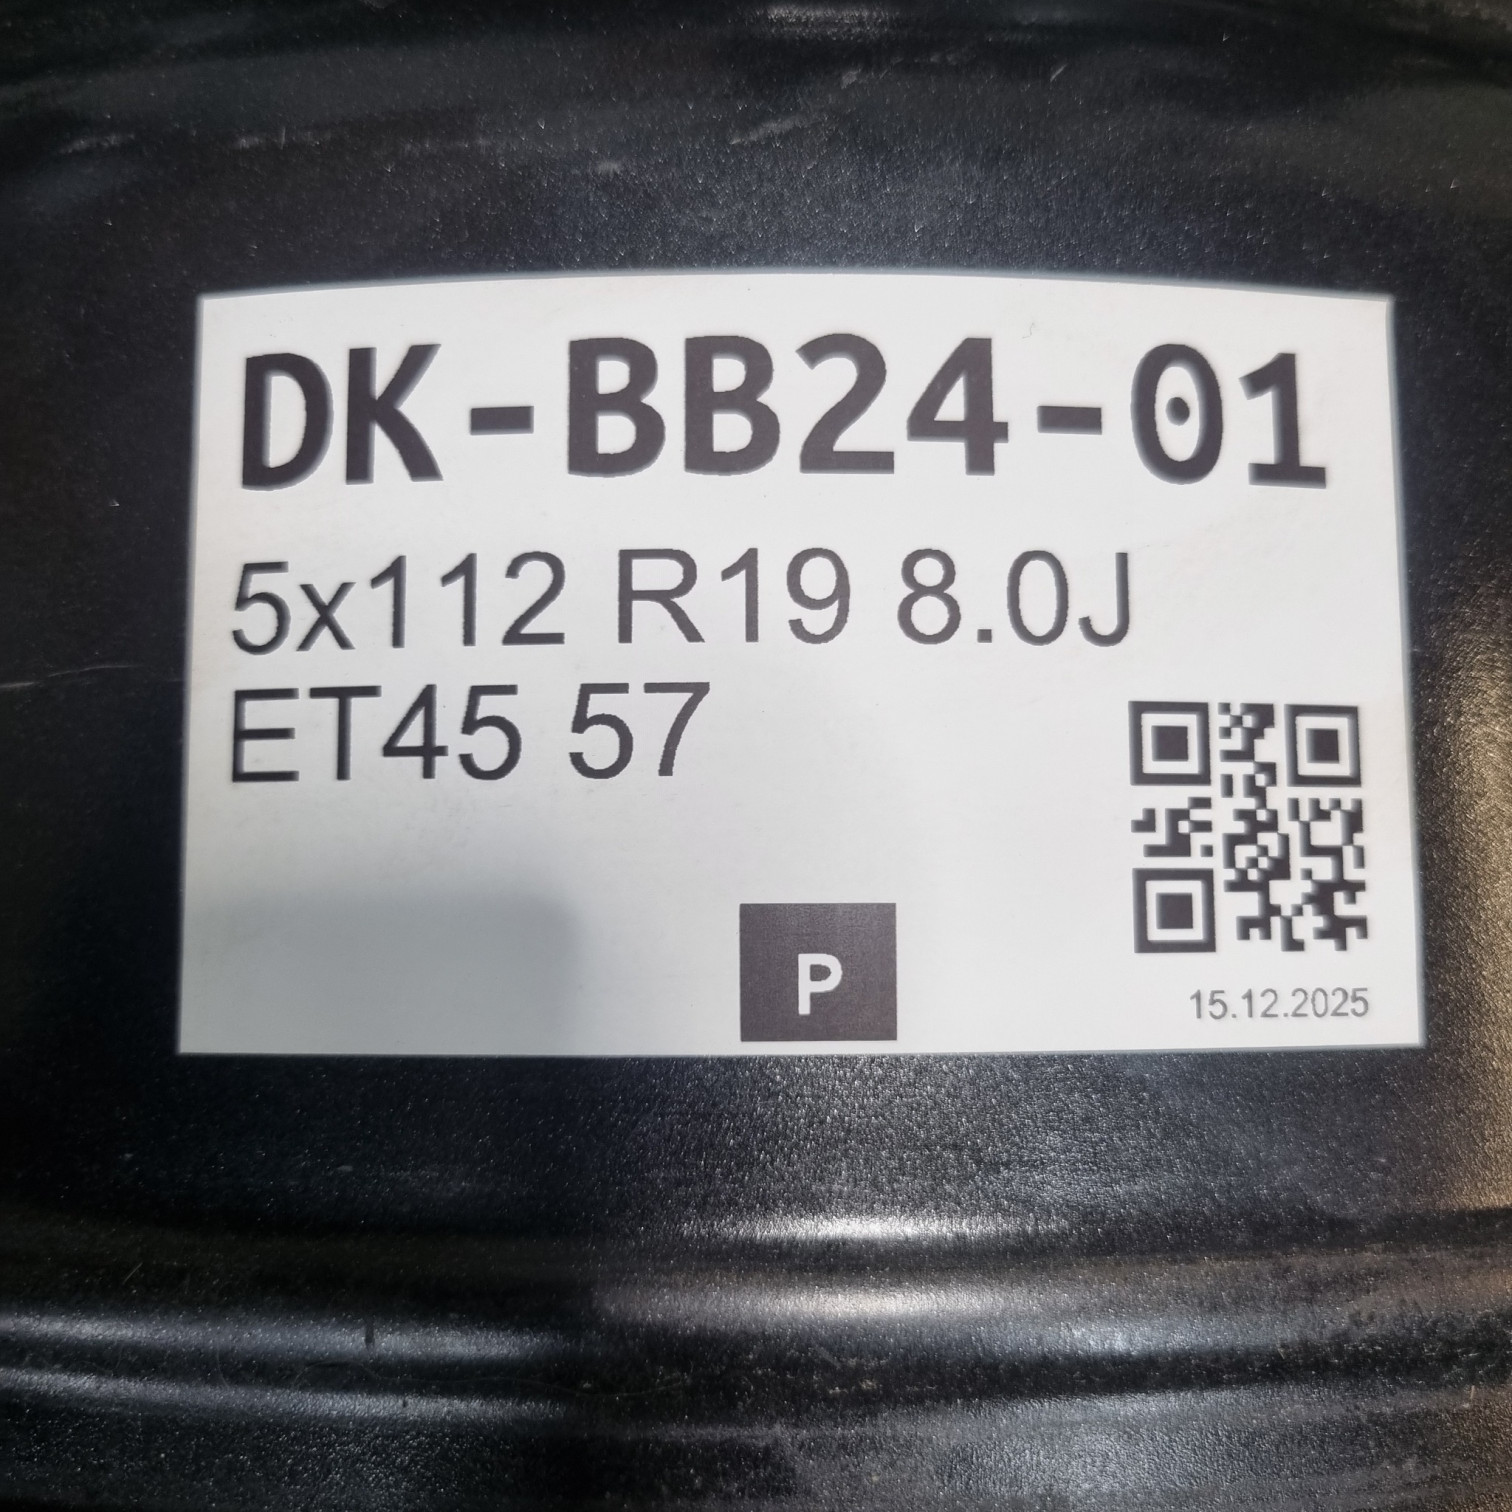 DK-BB24-01
5x112 R19 8.0J
ET45 57
P
15.12.2025